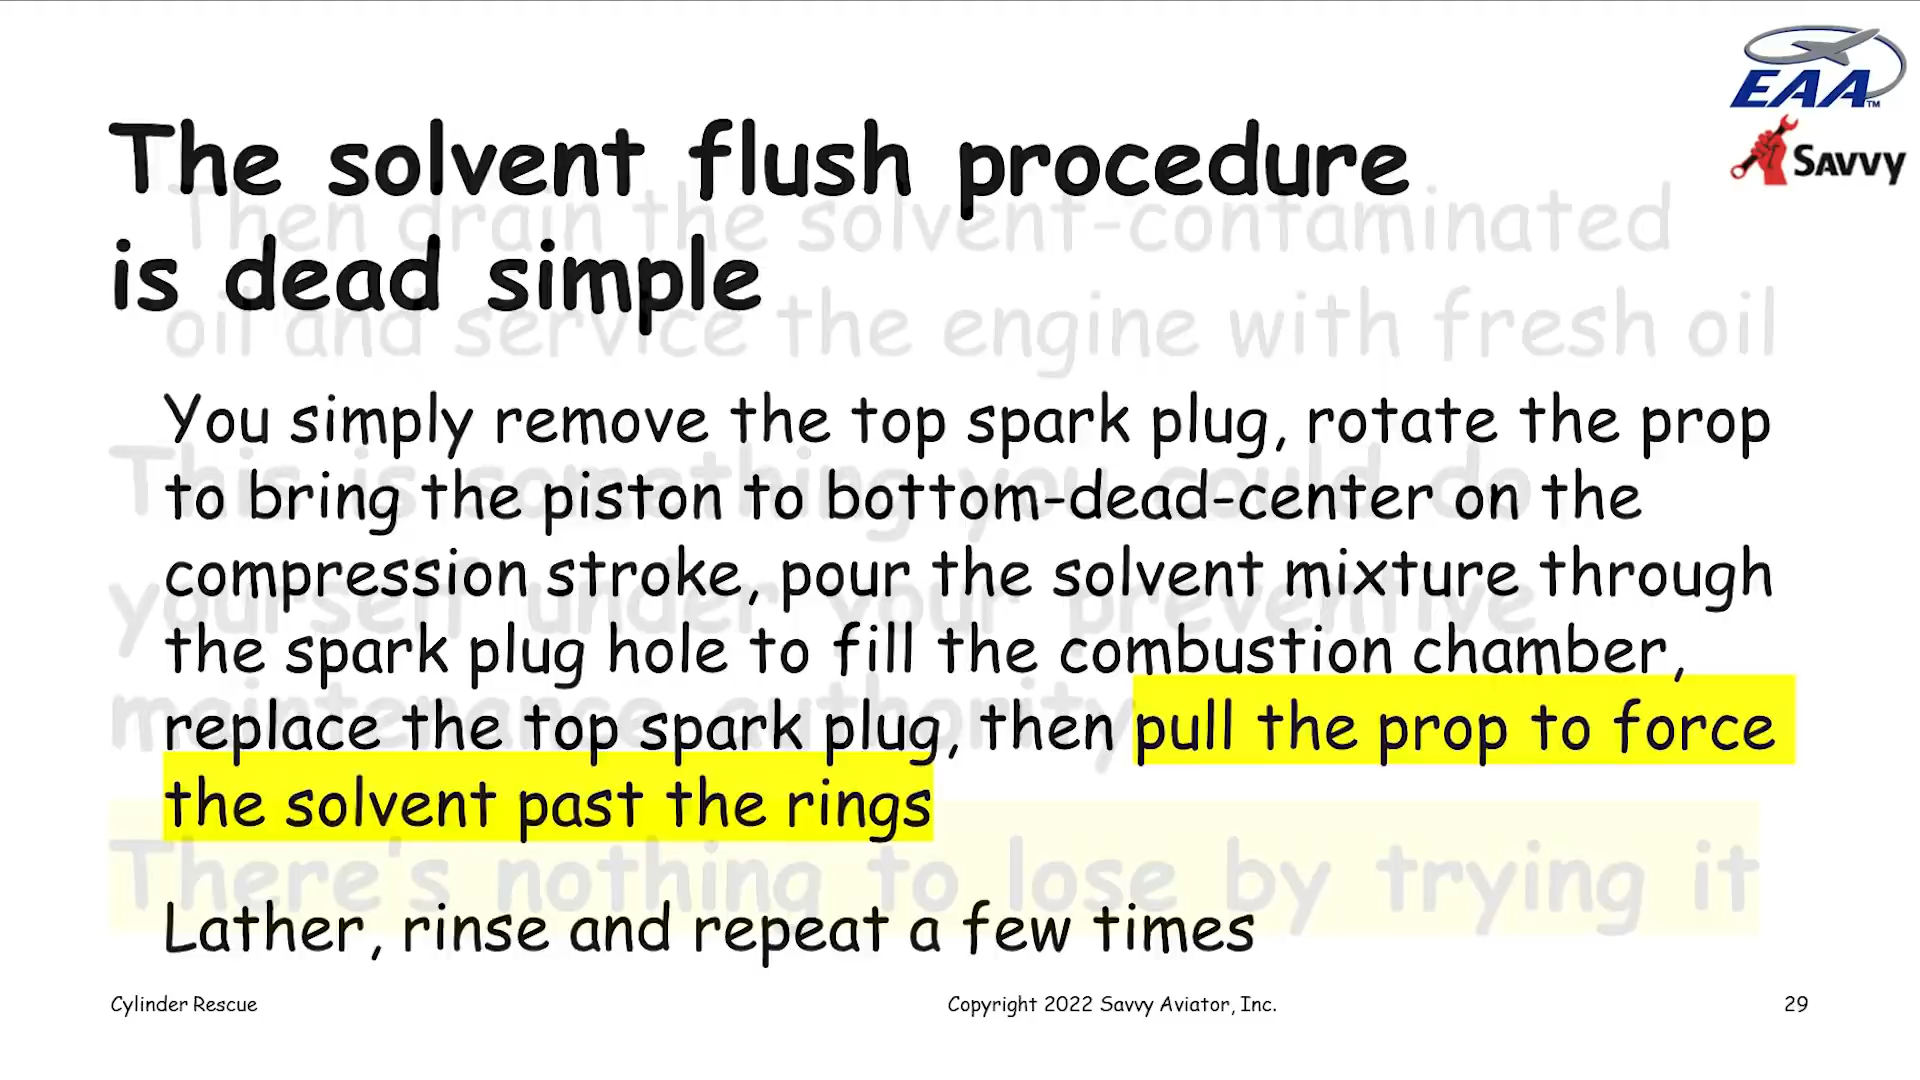 EAA
TM
SAVVY
The solvent flush procedure
is dead simple
Then drain the solvent-contaminated
oil and service the engine with fresh oil
You simply remove the top spark plug, rotate the prop
to bring the piston to bottom-dead-center on the
compression stroke, pour the solvent mixture through
the spark plug hole to fill the combustion chamber,
replace the top spark plug, then pull the prop to force
the solvent past the rings
This is something you could do
yourself under your preventive
maintenance authority
There's nothing to lose by trying it
Lather, rinse and repeat a few times
Cylinder Rescue
Copyright 2022 Savvy Aviator, Inc.
29